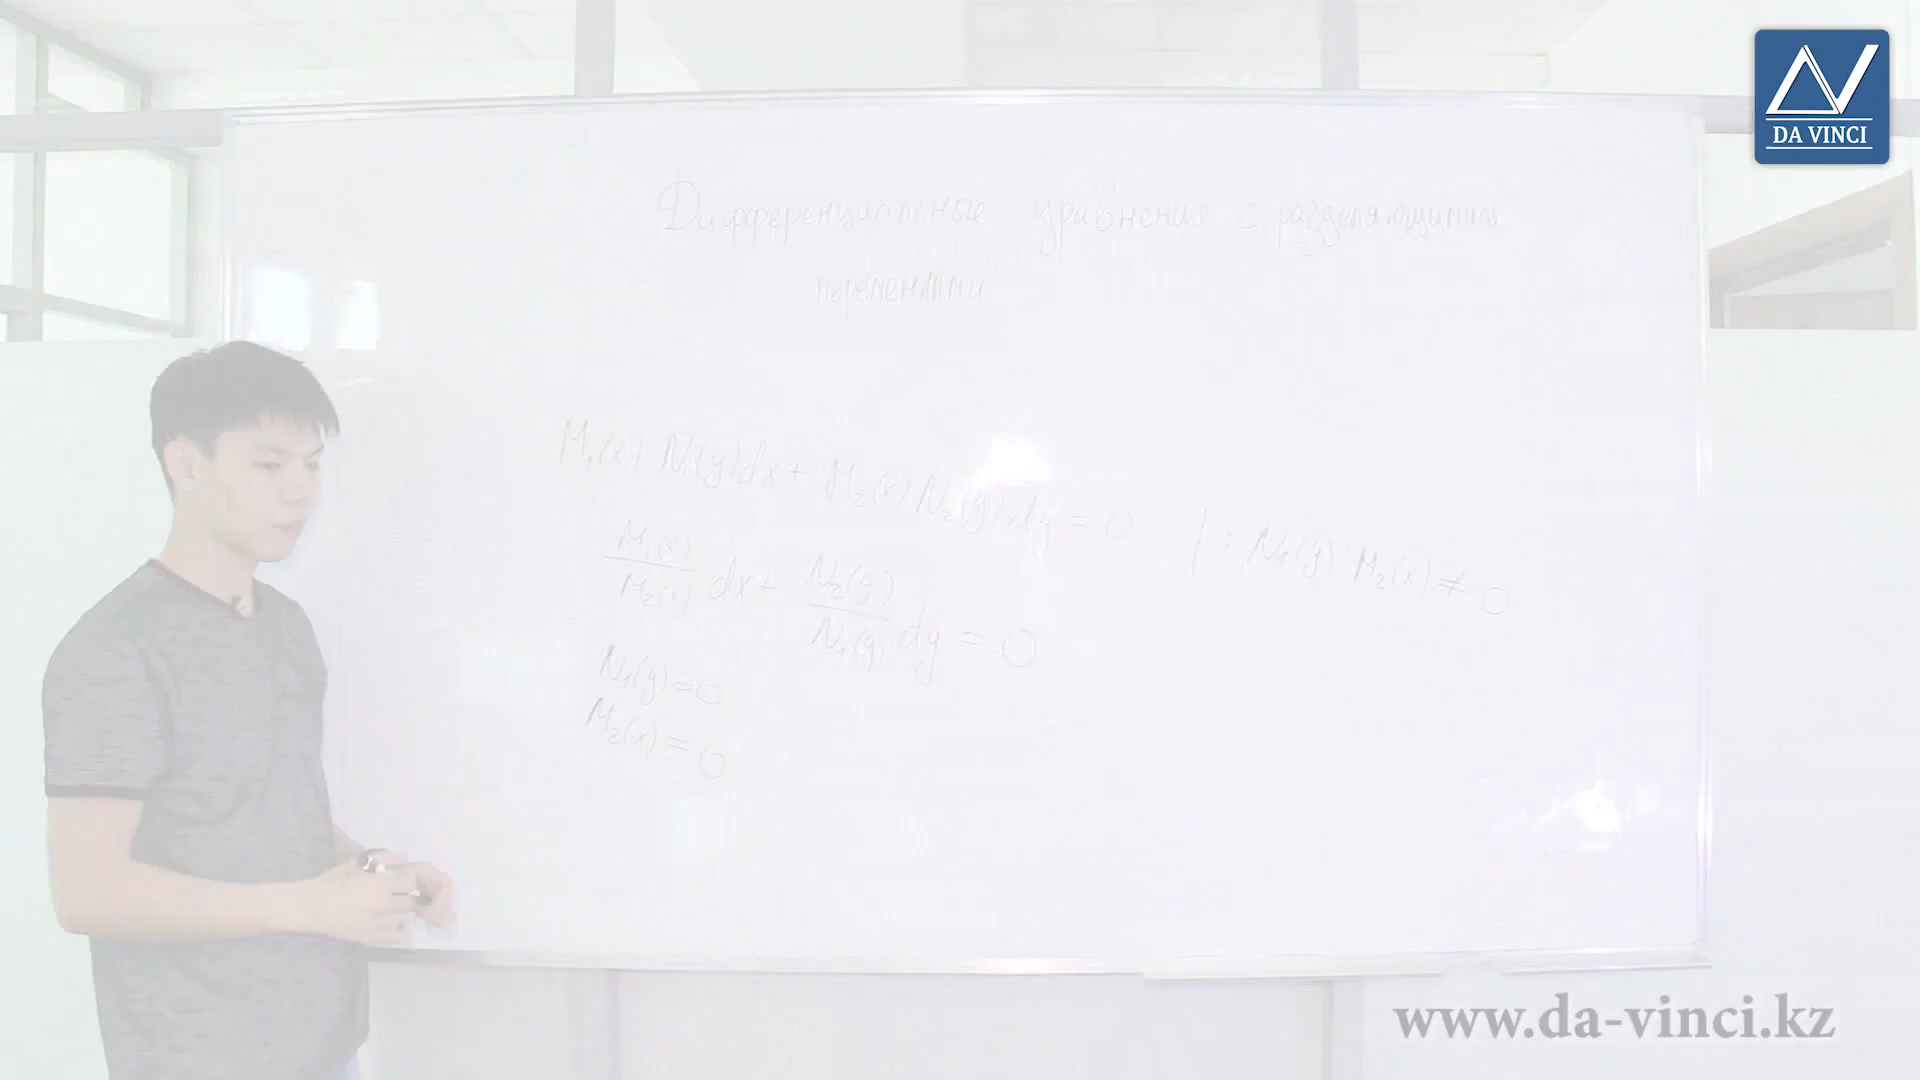 DA VINCI
Дифференциальные уравнения с разделяющимися
переменными
M₁(x) N₁(y)dx + M₂(x) N₂(y)dy = 0 | : N₁(y) M₂(x) ≠ 0
M₁(x)/M₂(x) dx + N₂(y)/N₁(y) dy = 0
N₁(y) = 0
M₂(x) = 0
www.da-vinci.kz